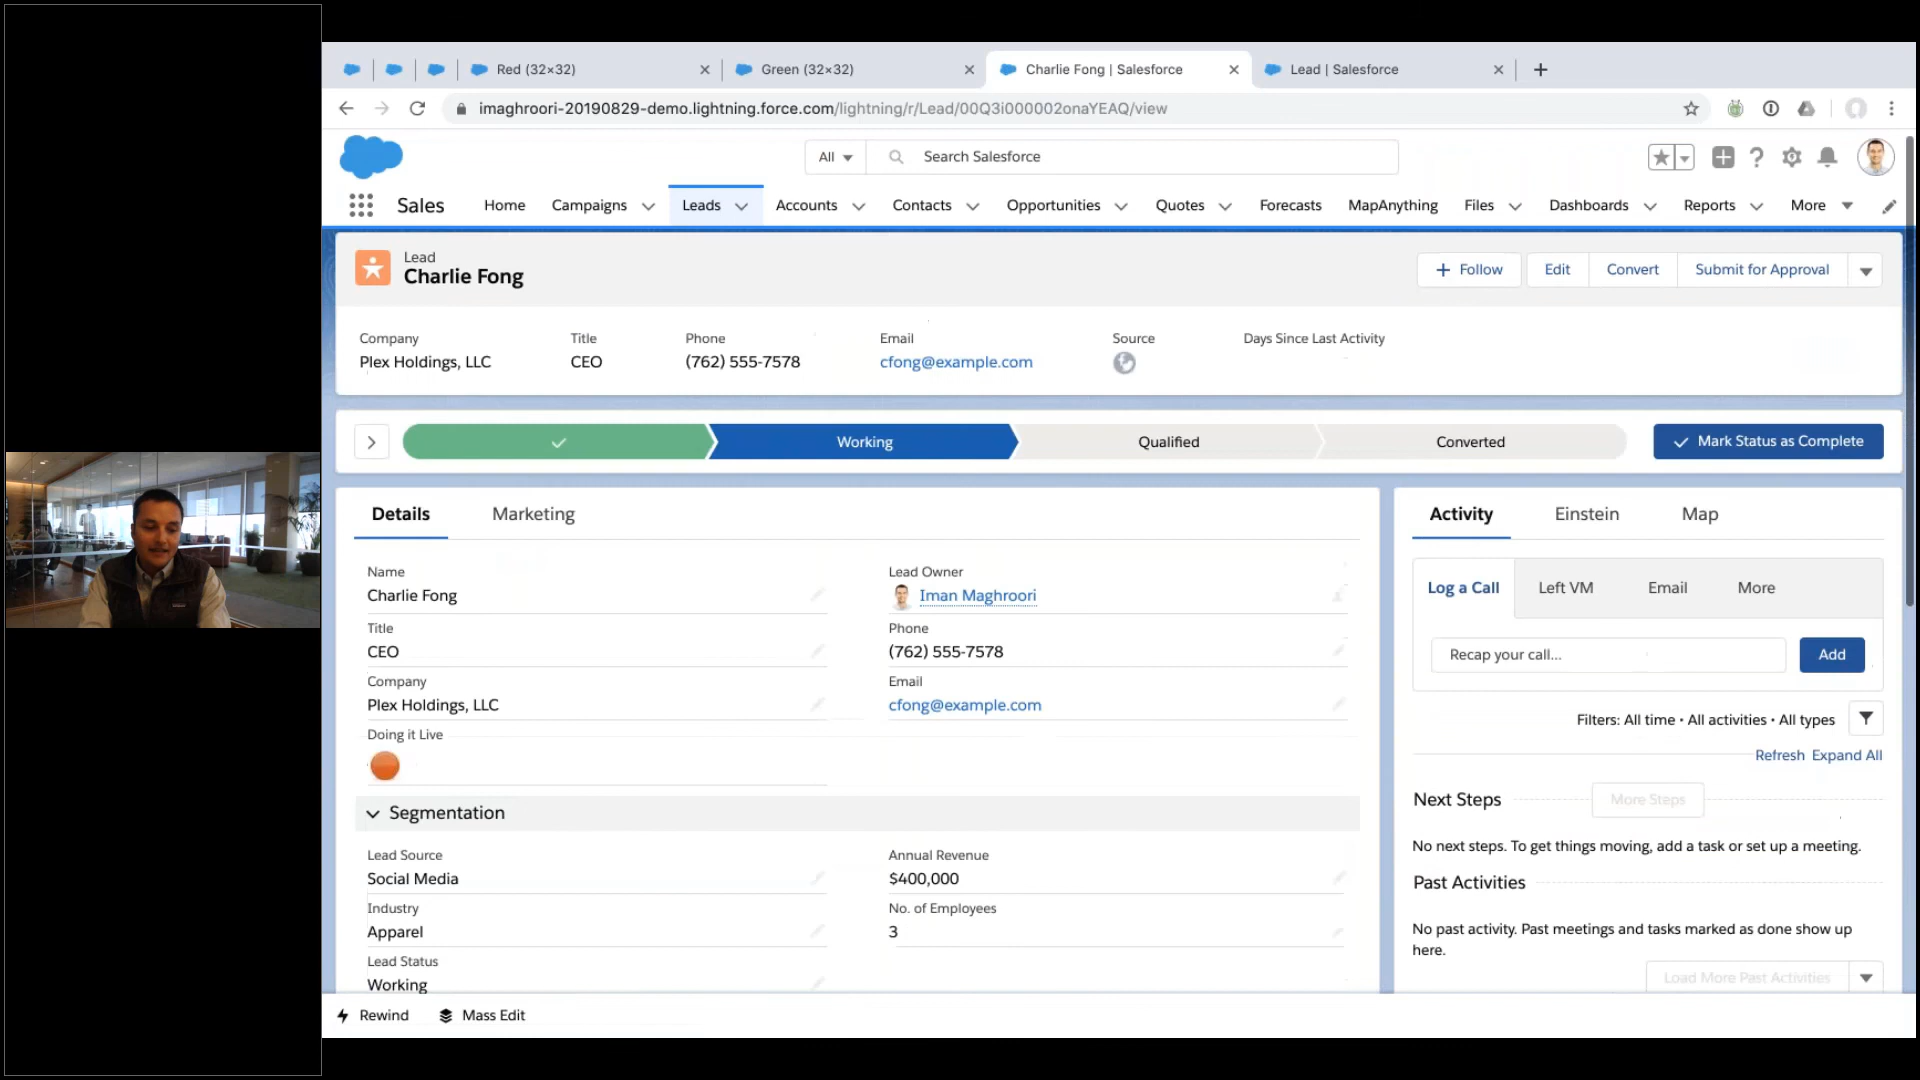 Red (32×32)
Green (32×32)
Charlie Fong | Salesforce
Lead | Salesforce
imaghroori-20190829-demo.lightning.force.com/lightning/r/Lead/00Q3i000002onaYEAQ/view
All
Search Salesforce
Sales
Home
Campaigns
Leads
Accounts
Contacts
Opportunities
Quotes
Forecasts
MapAnything
Files
Dashboards
Reports
More
Lead
Charlie Fong
Follow
Edit
Convert
Submit for Approval
Company
Title
Phone
Email
Source
Days Since Last Activity
Plex Holdings, LLC
CEO
(762) 555-7578
cfong@example.com
Working
Qualified
Converted
Mark Status as Complete
Details
Marketing
Name
Charlie Fong
Lead Owner
Iman Maghroori
Title
CEO
Phone
(762) 555-7578
Company
Plex Holdings, LLC
Email
cfong@example.com
Doing it Live
Segmentation
Lead Source
Social Media
Annual Revenue
$400,000
Industry
Apparel
No. of Employees
3
Lead Status
Working
Activity
Einstein
Map
Log a Call
Left VM
Email
More
Recap your call...
Add
Filters: All time • All activities • All types
Refresh
Expand All
Next Steps
More Steps
No next steps. To get things moving, add a task or set up a meeting.
Past Activities
No past activity. Past meetings and tasks marked as done show up
here.
Load More Past Activities
Rewind
Mass Edit